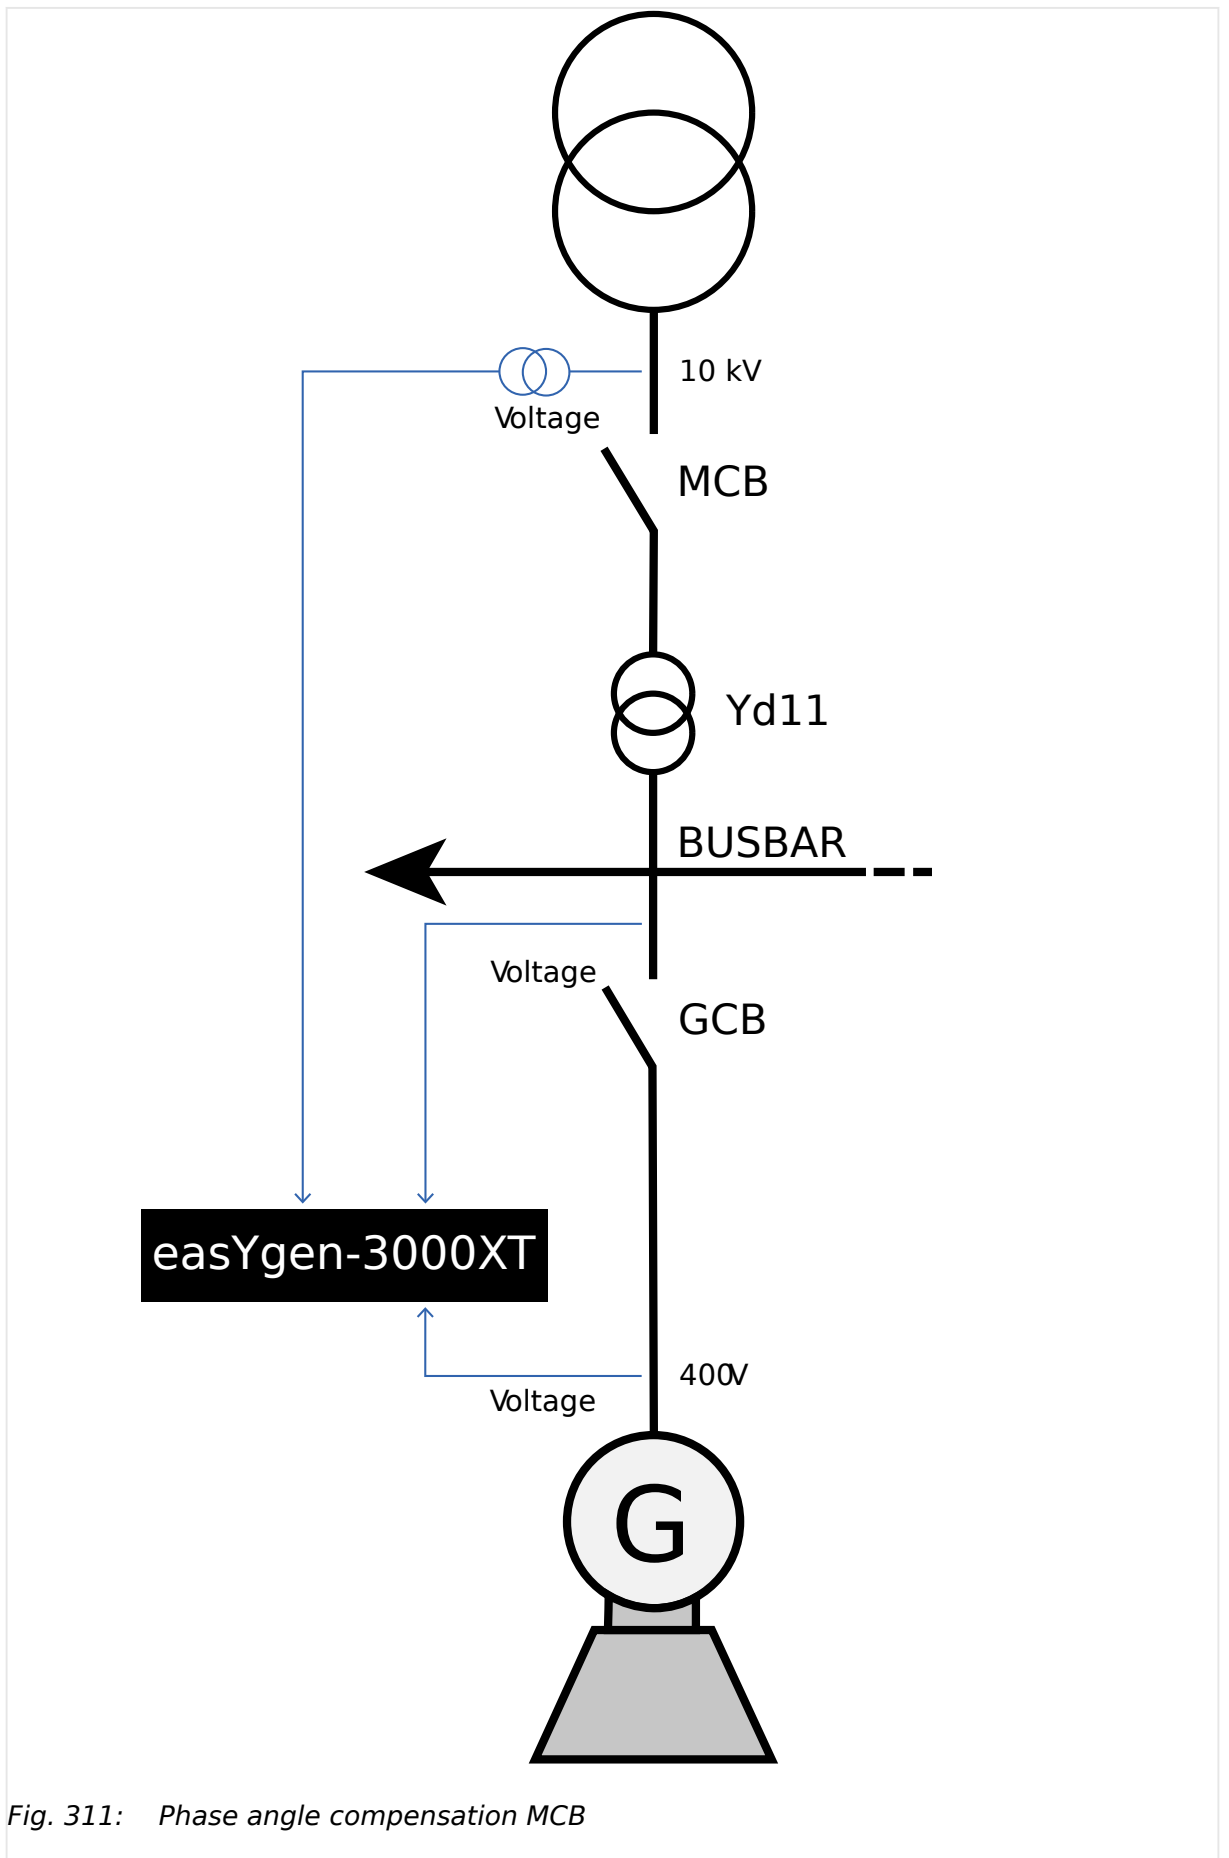 10 kV
Voltage
MCB
Yd11
BUSBAR
Voltage
GCB
easYgen-3000XT
400V
Voltage
G
Fig. 311: Phase angle compensation MCB